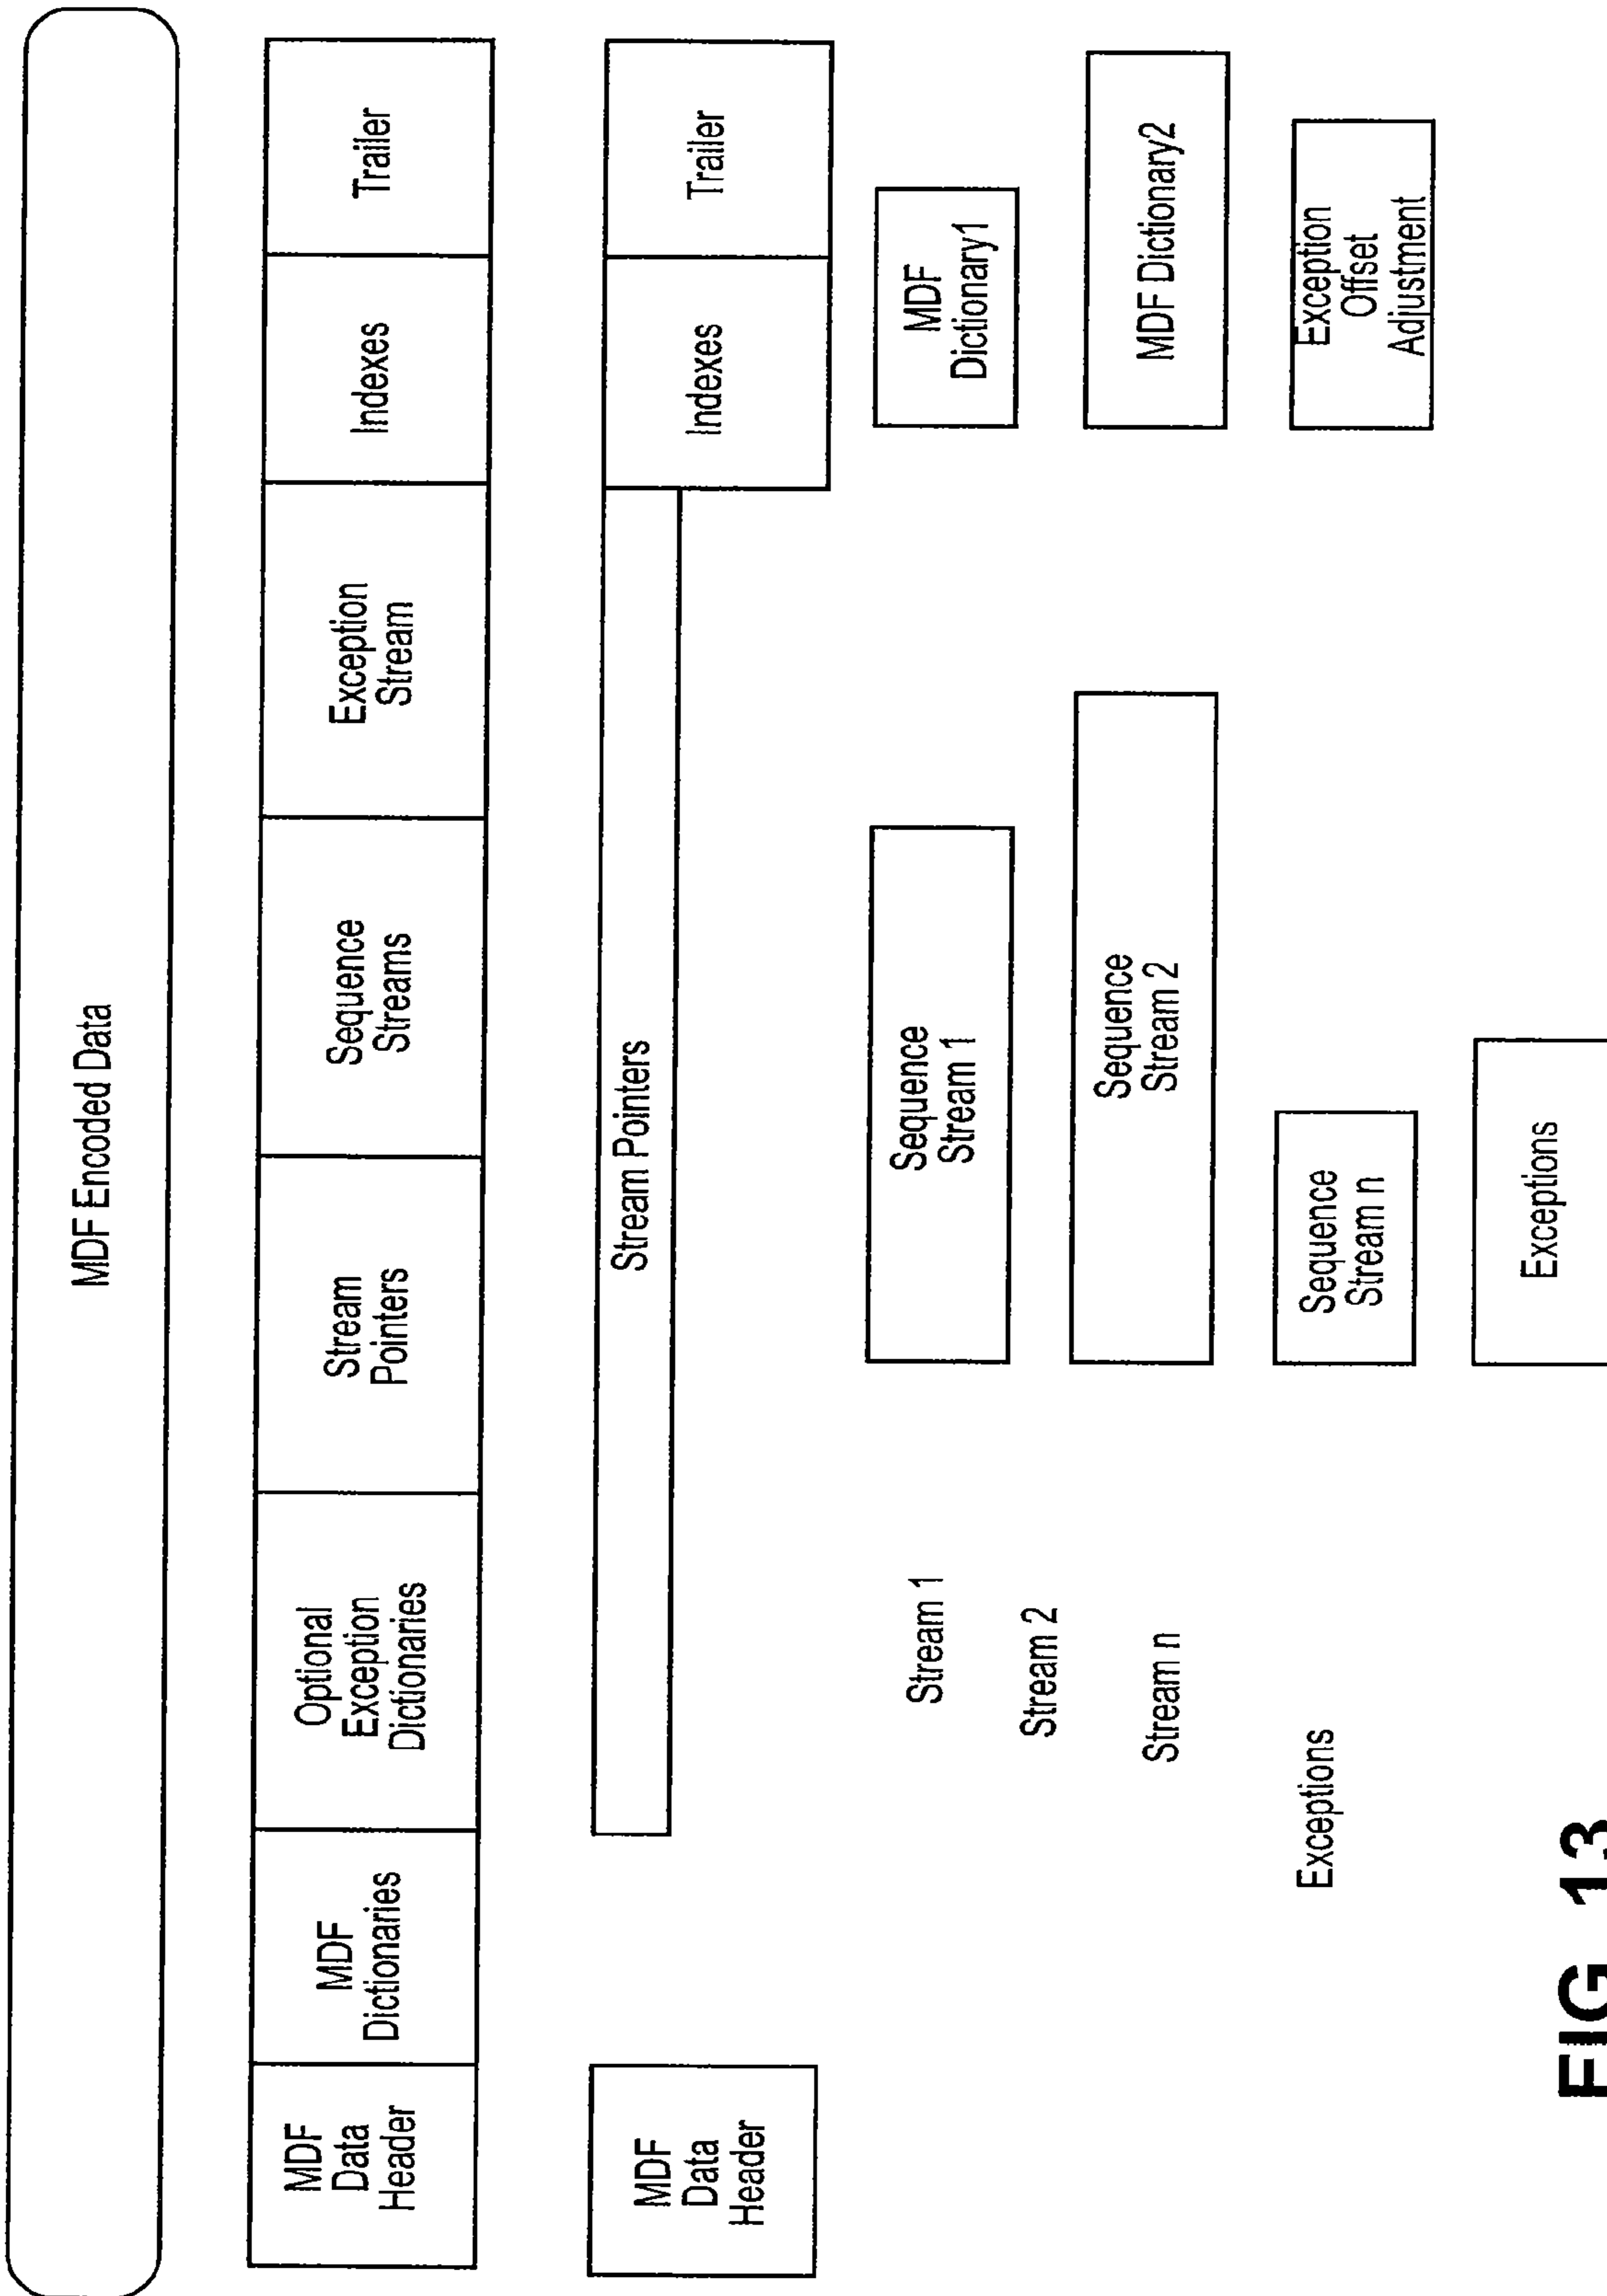 MDF Encoded Data
MDF
Data
Header
MDF
Dictionaries
Optional
Exception
Dictionaries
Stream
Pointers
Sequence
Streams
Exception
Stream
Indexes
Trailer
MDF
Data
Header
Stream Pointers
Indexes
Trailer
Stream 1
Sequence
Stream 1
MDF
Dictionary1
Stream 2
Sequence
Stream 2
MDF Dictionary2
Stream n
Sequence
Stream n
Exception
Offset
Adjustment
Exceptions
Exceptions
FIG. 13